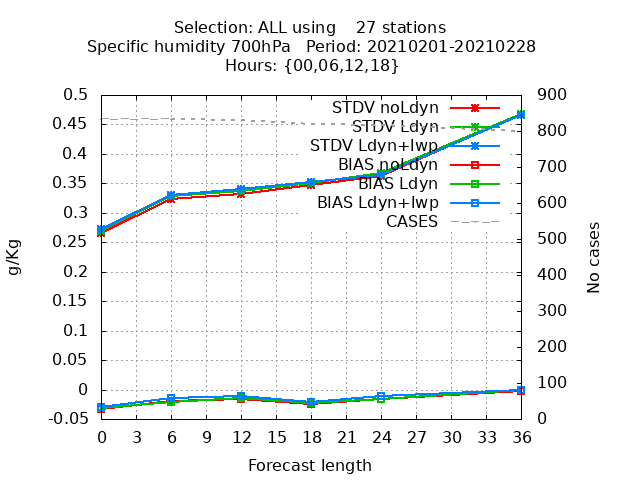 Selection: ALL using    27 stations
Specific humidity 700hPa   Period: 20210201-20210228
Hours: {00,06,12,18}
0.5
0.45
0.4
0.35
0.3
0.25
0.2
0.15
0.1
0.05
0
-0.05
g/Kg
STDV noLdyn
STDV Ldyn
STDV Ldyn+lwp
BIAS noLdyn
BIAS Ldyn
BIAS Ldyn+lwp
CASES
900
800
700
600
500
400
300
200
100
0
No cases
0 3 6 9 12 15 18 21 24 27 30 33 36
Forecast length